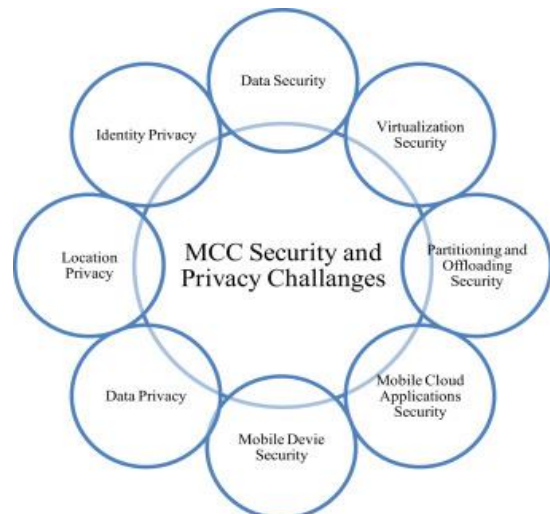 Data Security
Virtualization
Security
Partitioning and
Offloading
Security
Mobile Cloud
Applications
Security
Mobile Devie
Security
Data Privacy
Location
Privacy
Identity Privacy
MCC Security and
Privacy Challanges